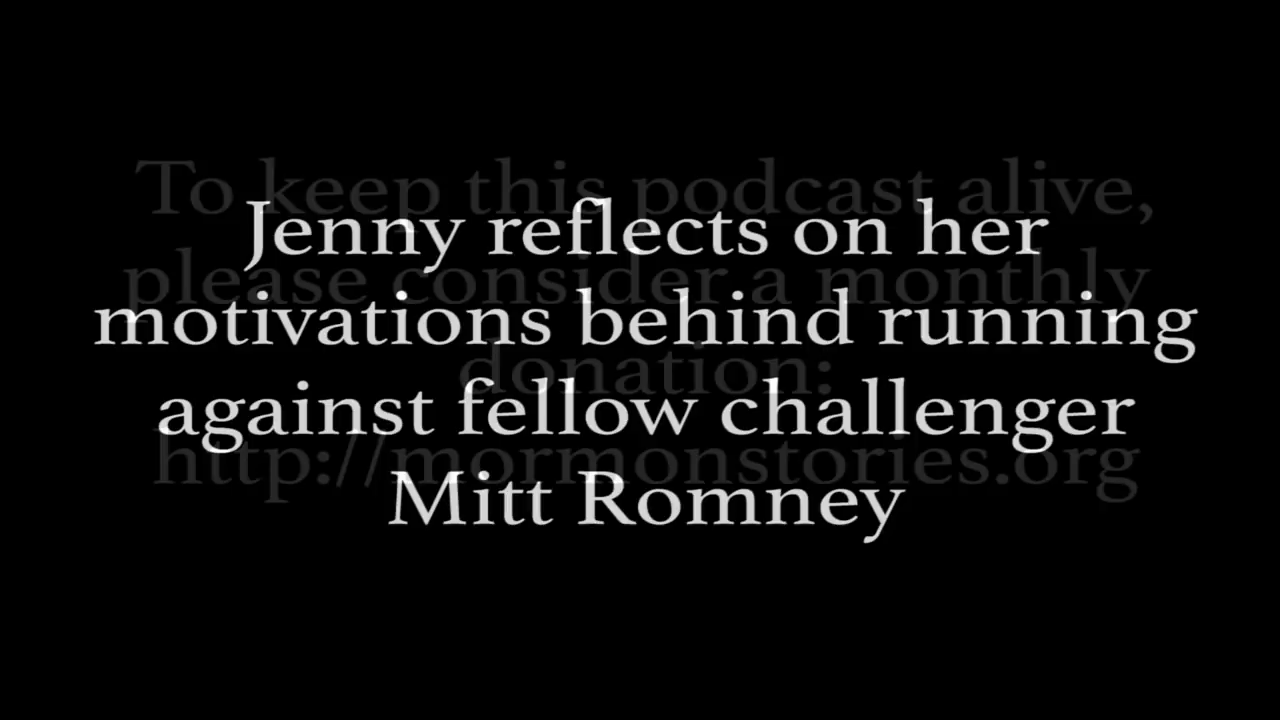 To keep this podcast alive,
please consider a monthly
donation:
http://mormonstories.org
Jenny reflects on her
motivations behind running
against fellow challenger
Mitt Romney